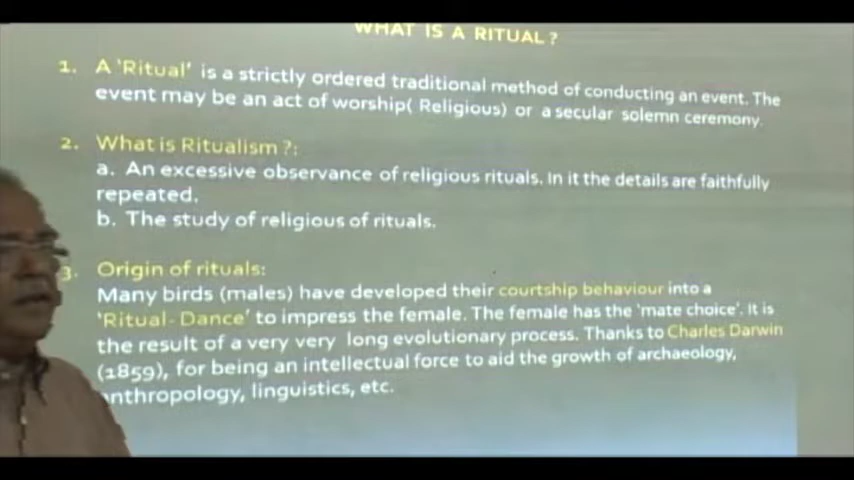 WHAT IS A RITUAL?
1. A 'Ritual' is a strictly ordered traditional method of conducting an event. The
event may be an act of worship( Religious) or a secular solemn ceremony.
2. What is Ritualism?:
a. An excessive observance of religious rituals. In it the details are faithfully
repeated.
b. The study of religious of rituals.
3. Origin of rituals:
Many birds (males) have developed their courtship behaviour into a
'Ritual-Dance' to impress the female. The female has the 'mate choice'. It is
the result of a very very long evolutionary process. Thanks to Charles Darwin
(1859), for being an intellectual force to aid the growth of archaeology,
anthropology, linguistics, etc.